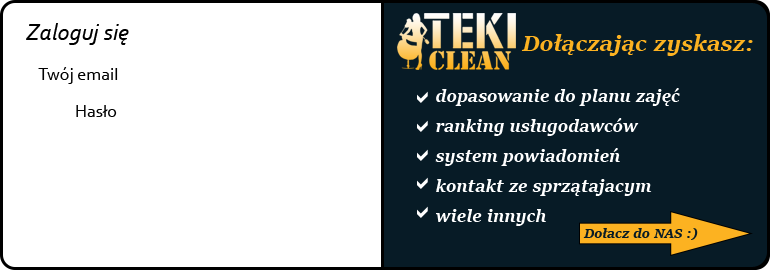 Zaloguj się
Twój email
Hasło
ATEKI
CLEAN
Dołączając zyskasz:
dopasowanie do planu zajęć
ranking usługodawców
system powiadomień
kontakt ze sprzątajacym
wiele innych
Dołacz do NAS :)